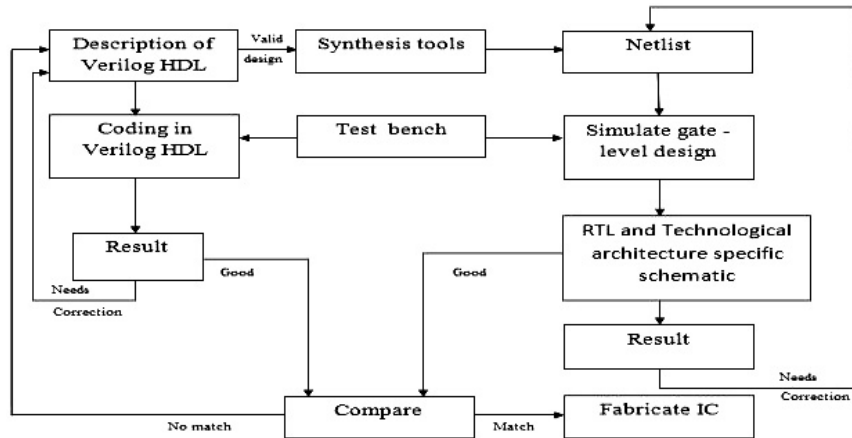 Description of
Verilog HDL
Valid
design
Synthesis tools
Netlist
Coding in
Verilog HDL
Test bench
Simulate gate -
level design
Result
Good
Needs
Correction
RTL and Technological
architecture specific
schematic
Good
Result
Needs
Correction
No match
Compare
Match
Fabricate IC